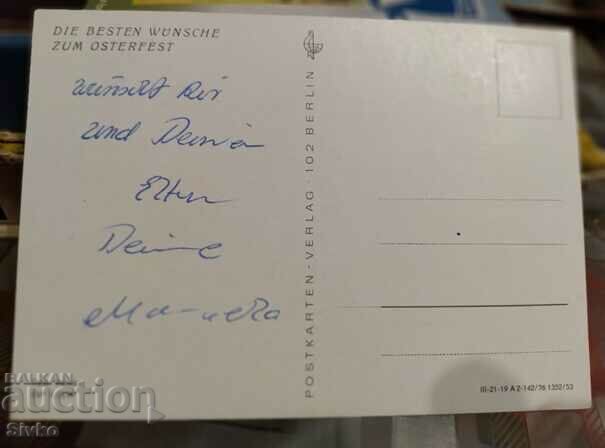 DIE BESTEN WÜNSCHE
ZUM OSTERFEST
wünscht Dir
und Deinen
Eltern
Deine
Manuela
POSTKARTEN-VERLAG · 102 BERLIN
III-21-19 A 2-142/76 1352/53
BALKAN
auction
Sivko